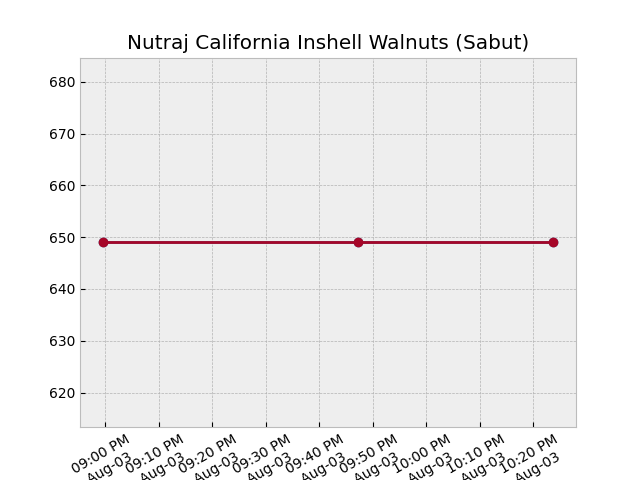 Nutraj California Inshell Walnuts (Sabut)
680
670
660
650
640
630
620
09:00 PM
Aug-03
09:10 PM
Aug-03
09:20 PM
Aug-03
09:30 PM
Aug-03
09:40 PM
Aug-03
09:50 PM
Aug-03
10:00 PM
Aug-03
10:10 PM
Aug-03
10:20 PM
Aug-03